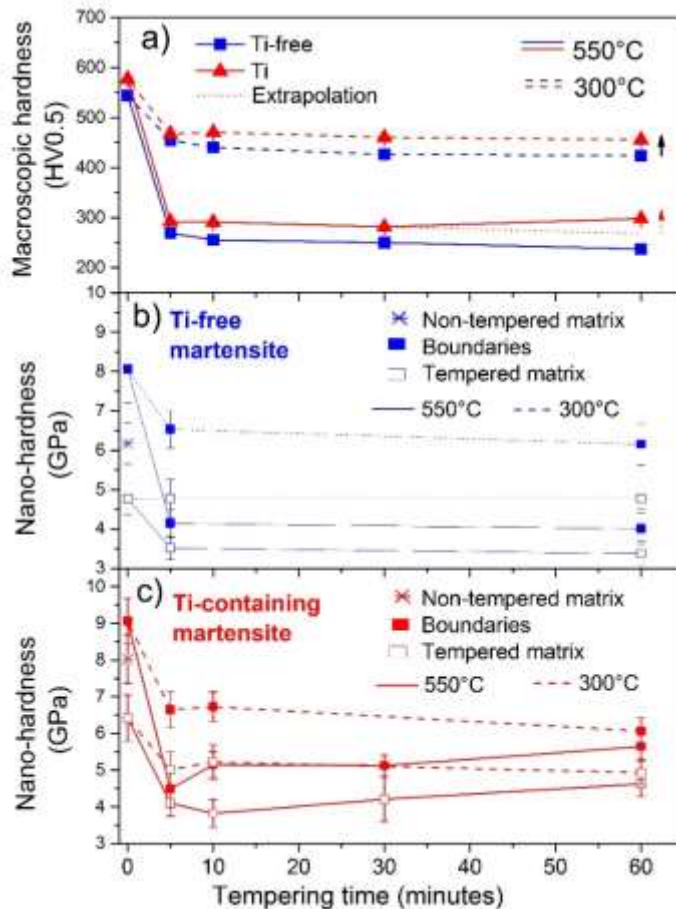 a)
Ti-free
Ti
Extrapolation
550°C
300°C
Macroscopic hardness
(HV0.5)
700
600
500
400
300
200
10
b)
Ti-free
martensite
Non-tempered matrix
Boundaries
Tempered matrix
550°C
300°C
Nano-hardness
(GPa)
9
8
7
6
5
4
3
c)
Ti-containing
martensite
Non-tempered matrix
Boundaries
Tempered matrix
550°C
300°C
Nano-hardness
(GPa)
10
9
8
7
6
5
4
3
0
10
20
30
40
50
60
Tempering time (minutes)